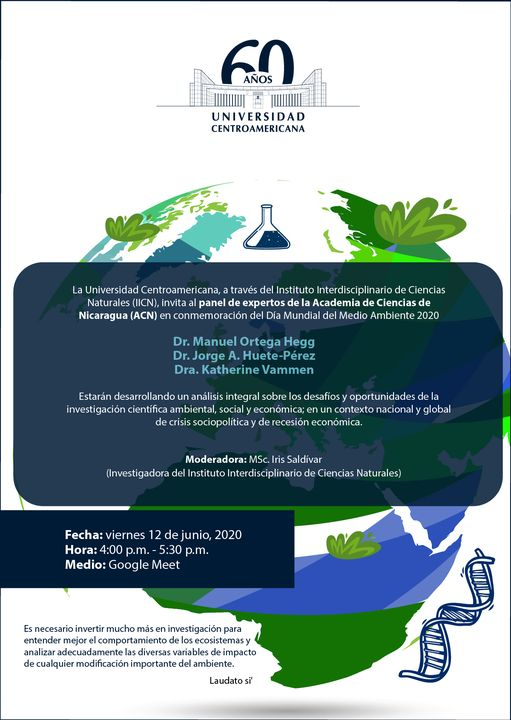 60
AÑOS
UNIVERSIDAD
CENTROAMERICANA
La Universidad Centroamericana, a través del Instituto Interdisciplinario de Ciencias
Naturales (IICN), invita al panel de expertos de la Academia de Ciencias de
Nicaragua (ACN) en conmemoración del Día Mundial del Medio Ambiente 2020
Dr. Manuel Ortega Hegg
Dr. Jorge A. Huete-Pérez
Dra. Katherine Vammen
Estarán desarrollando un análisis integral sobre los desafíos y oportunidades de la
investigación científica ambiental, social y económica; en un contexto nacional y global
de crisis sociopolítica y de recesión económica.
Moderadora: MSc. Iris Saldívar
(Investigadora del Instituto Interdisciplinario de Ciencias Naturales)
Fecha: viernes 12 de junio, 2020
Hora: 4:00 p.m. - 5:30 p.m.
Medio: Google Meet
Es necesario invertir mucho más en investigación para
entender mejor el comportamiento de los ecosistemas y
analizar adecuadamente las diversas variables de impacto
de cualquier modificación importante del ambiente.
Laudato si'